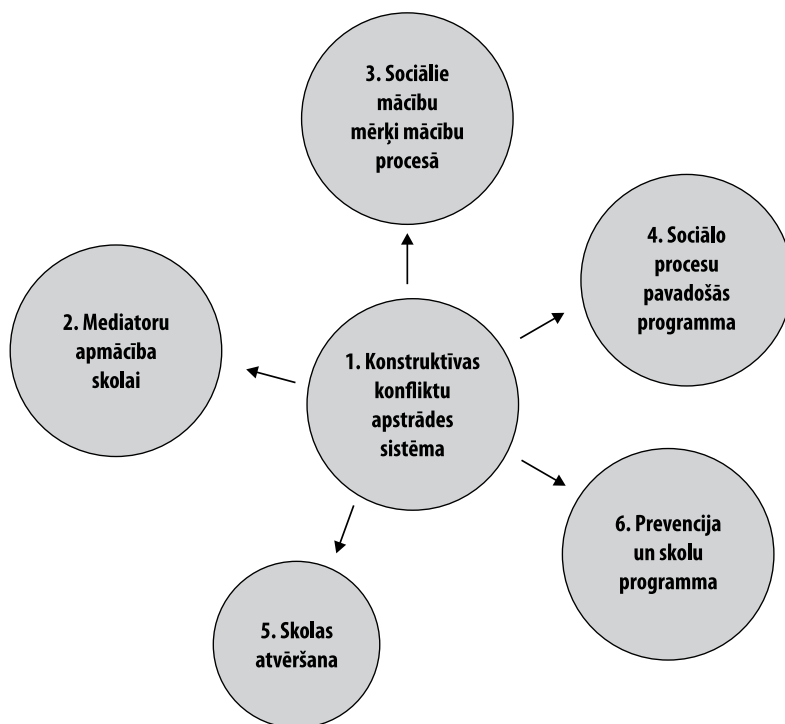 3. Sociālie
mācību
mērķi mācību
procesā
4. Sociālo
procesu
pavadošās
programma
2. Mediatoru
apmācība
skolai
1. Konstruktīvas
konfliktu
apstrādes
sistēma
6. Prevencija
un skolu
programma
5. Skolas
atvēršana